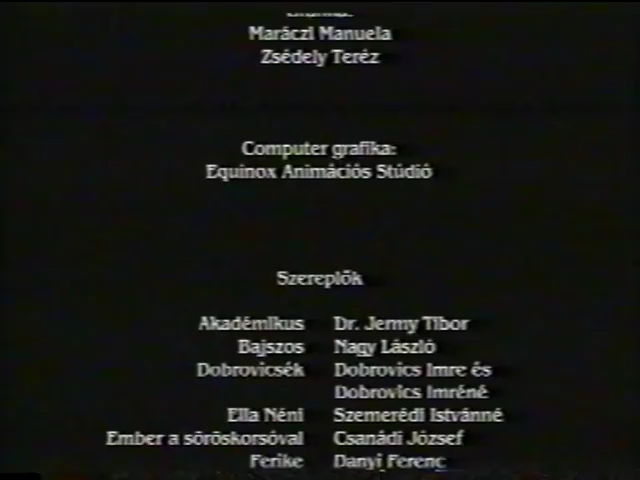 Maráczi Manuela
Zsédely Teréz
Computer grafika:
Equinox Animációs Stúdió
Szereplők
Akadémikus Dr. Jermy Tibor
Bajszos Nagy László
Dobrovicsék Dobrovics Imre és
Dobrovics Imréné
Ella Néni Szemerédi Istvánné
Ember a söröskorsóval Csanádi József
Ferike Danyi Ferenc